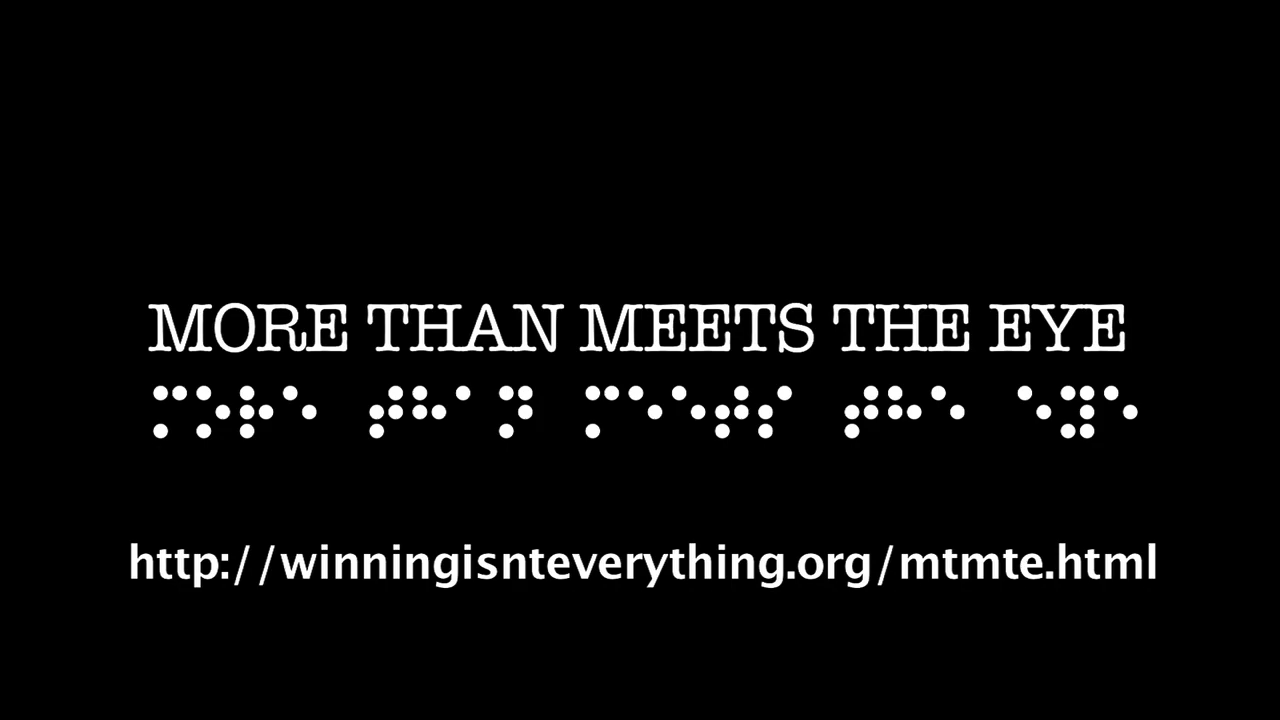 MORE THAN MEETS THE EYE
⠍⠕⠗⠑ ⠞⠓⠁⠝ ⠍⠑⠑⠞⠎ ⠞⠓⠑ ⠑⠽⠑
http://winningisnteverything.org/mtmte.html